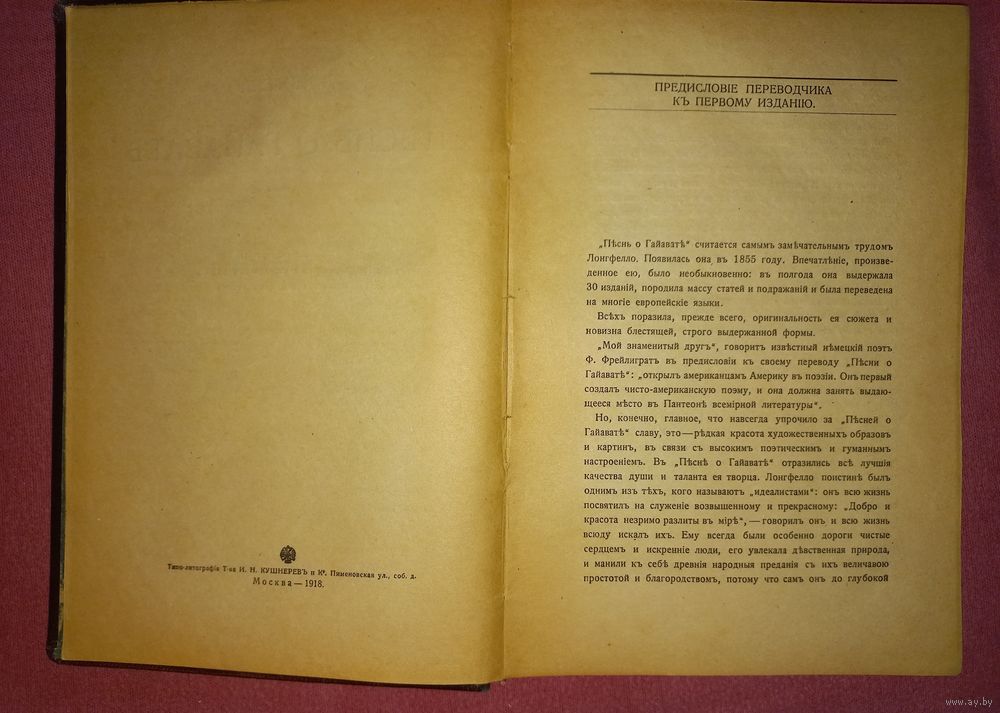 Типо-литографія Т-ва И. Н. КУШНЕРЕВЪ и К°. Пименовская ул., соб. д.
Москва—1918.
ПРЕДИСЛОВІЕ ПЕРЕВОДЧИКА
КЪ ПЕРВОМУ ИЗДАНІЮ.
„Пѣснь о Гайаватѣ“ считается самымъ замѣчательнымъ трудомъ
Лонгфелло. Появилась она въ 1855 году. Впечатлѣніе, произве-
денное ею, было необыкновенно: въ полгода она выдержала
30 изданій, породила массу статей и подражаній и была переведена
на многіе европейскіе языки.
Всѣхъ поразила, прежде всего, оригинальность ея сюжета и
новизна блестящей, строго выдержанной формы.
„Мой знаменитый другъ“, говоритъ извѣстный нѣмецкій поэтъ
Ф. Фрейлигратъ въ предисловіи къ своему переводу „Пѣсни о
Гайаватѣ“: „открылъ американцамъ Америку въ поэзіи. Онъ первый
создалъ чисто-американскую поэму, и она должна занять выдаю-
щееся мѣсто въ Пантеонѣ всемірной литературы“.
Но, конечно, главное, что навсегда упрочило за „Пѣсней о
Гайаватѣ“ славу, это—рѣдкая красота художественныхъ образовъ
и картинъ, въ связи съ высокимъ поэтическимъ и гуманнымъ
настроеніемъ. Въ „Пѣснѣ о Гайаватѣ“ отразились всѣ лучшія
качества души и таланта ея творца. Лонгфелло поистинѣ былъ
однимъ изъ тѣхъ, кого называютъ „идеалистами“: онъ всю жизнь
посвятилъ на служеніе возвышенному и прекрасному: „Добро и
красота незримо разлиты въ мірѣ“,—говорилъ онъ и всю жизнь
всюду искалъ ихъ. Ему всегда были особенно дороги чистые
сердцемъ и искренніе люди, его увлекала дѣвственная природа,
и манили къ себѣ древнія народныя преданія съ ихъ величавою
простотой и благородствомъ, потому что самъ онъ до глубокой
www.ay.by